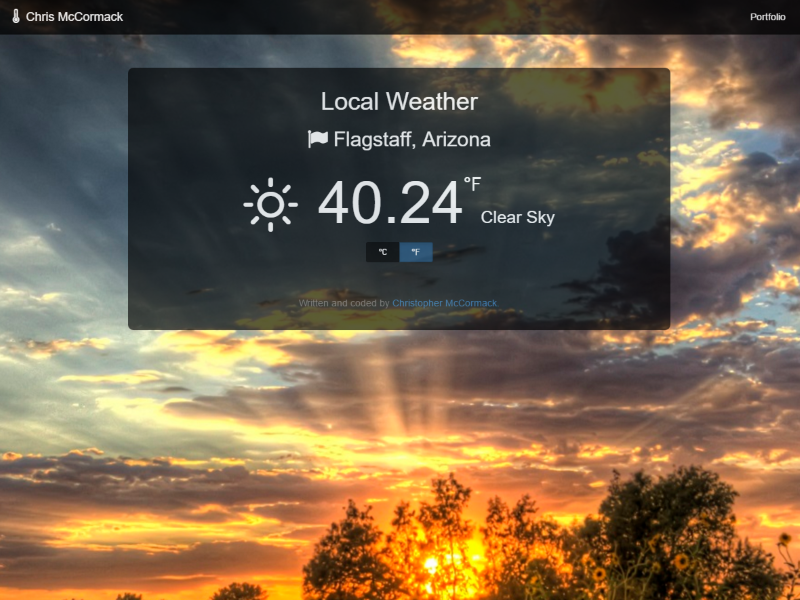 Chris McCormack
Portfolio
Local Weather
Flagstaff, Arizona
40.24 °F Clear Sky
℃ ℉
Written and coded by Christopher McCormack